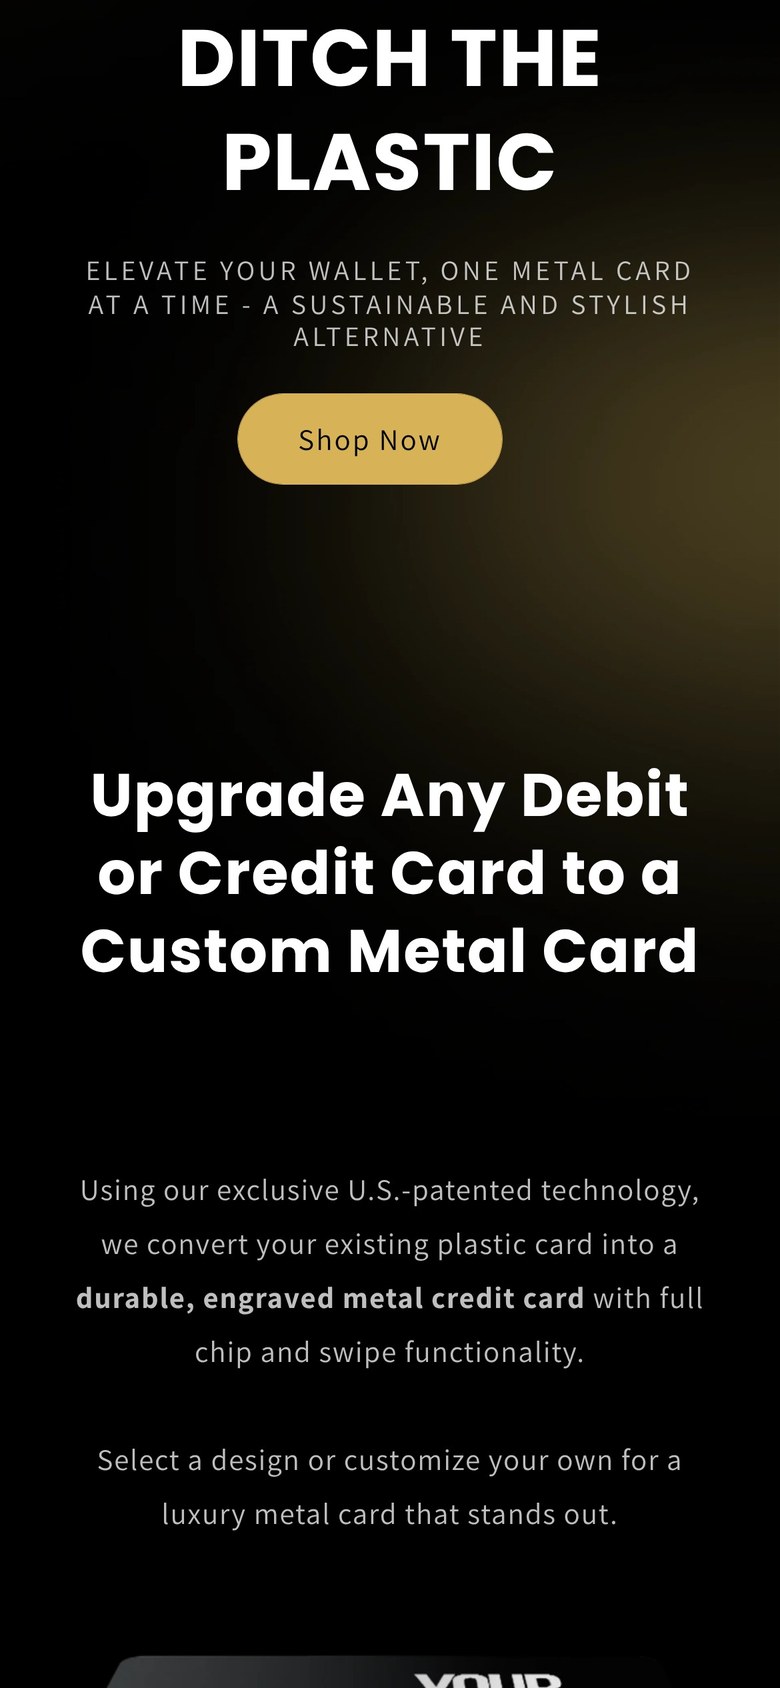 DITCH THE
PLASTIC
ELEVATE YOUR WALLET, ONE METAL CARD
AT A TIME - A SUSTAINABLE AND STYLISH
ALTERNATIVE
Shop Now
Upgrade Any Debit
or Credit Card to a
Custom Metal Card
Using our exclusive U.S.-patented technology,
we convert your existing plastic card into a
durable, engraved metal credit card with full
chip and swipe functionality.
Select a design or customize your own for a
luxury metal card that stands out.
YOUR